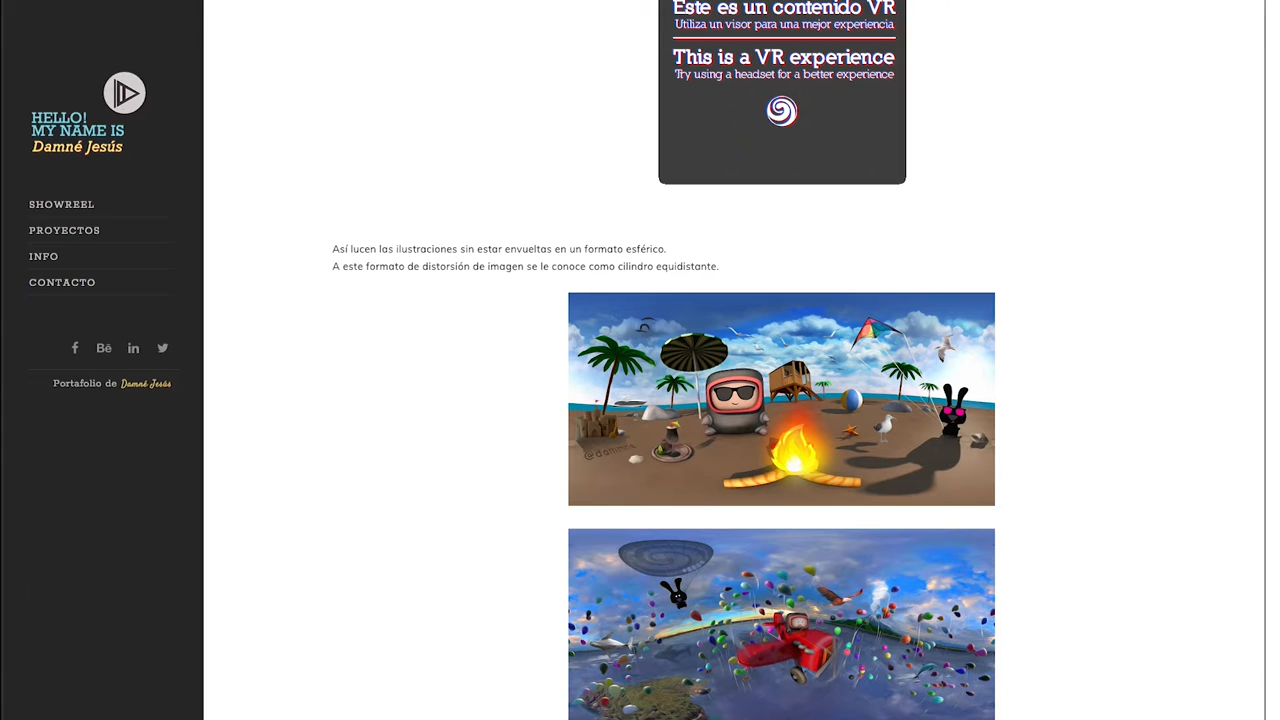 HELLO!
MY NAME IS
Damné Jesús
SHOWREEL
PROYECTOS
INFO
CONTACTO
Portafolio de Damné Jesús
Este es un contenido VR
Utiliza un visor para una mejor experiencia
This is a VR experience
Try using a headset for a better experience
Así lucen las ilustraciones sin estar envueltas en un formato esférico.
A este formato de distorsión de imagen se le conoce como cilindro equidistante.